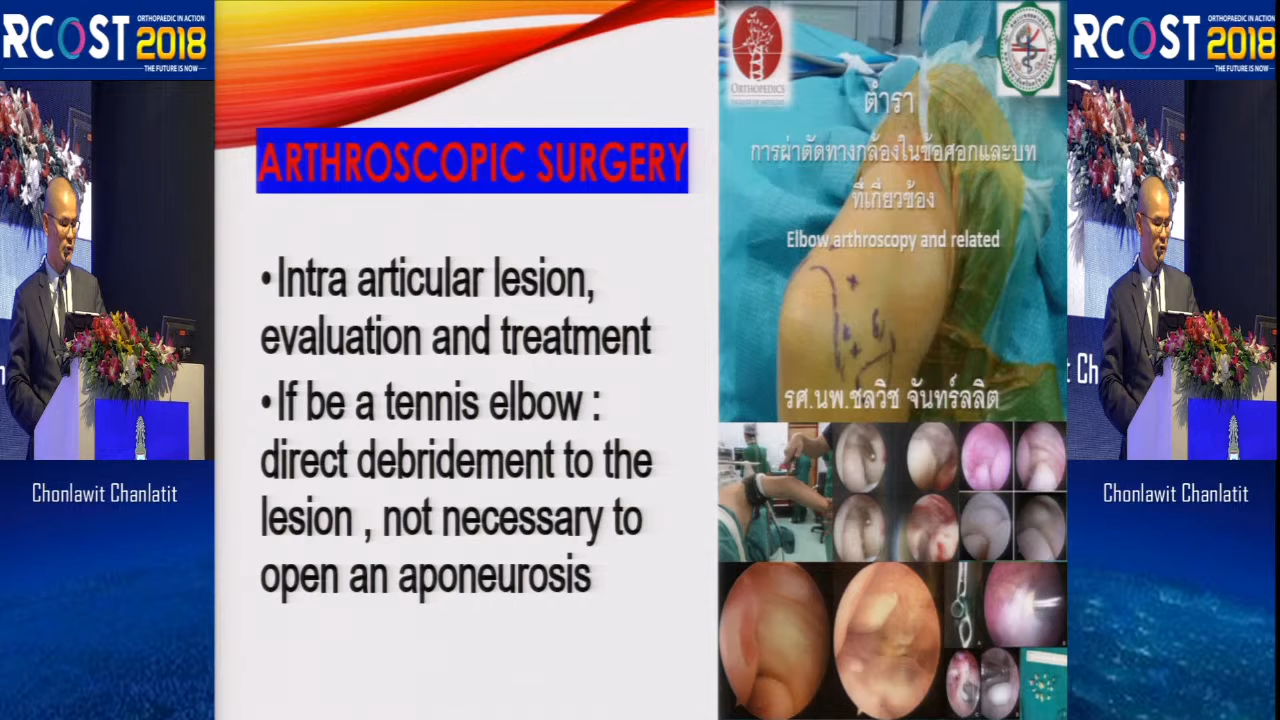 ORTHOPAEDIC IN ACTION
RCOST 2018
THE FUTURE IS NOW
Chonlawit Chanlatit
ARTHROSCOPIC SURGERY
•Intra articular lesion,
evaluation and treatment
•If be a tennis elbow :
direct debridement to the
lesion , not necessary to
open an aponeurosis
ORTHOPEDICS
ตำรา
การผ่าตัดทางกล้องในข้อศอกและบท
ที่เกี่ยวข้อง
Elbow arthroscopy and related
รศ.นพ.ชลวิช จันทร์ลลิต
ORTHOPAEDIC IN ACTION
RCOST 2018
THE FUTURE IS NOW
Ch
Chonlawit Chanlatit